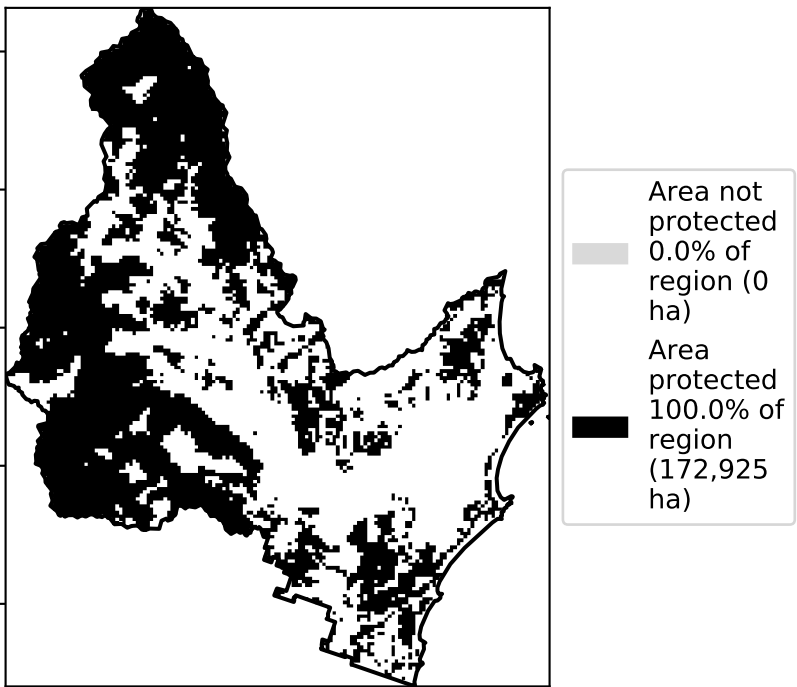 Area not
protected
0.0% of
region (0
ha)
Area
protected
100.0% of
region
(172,925
ha)